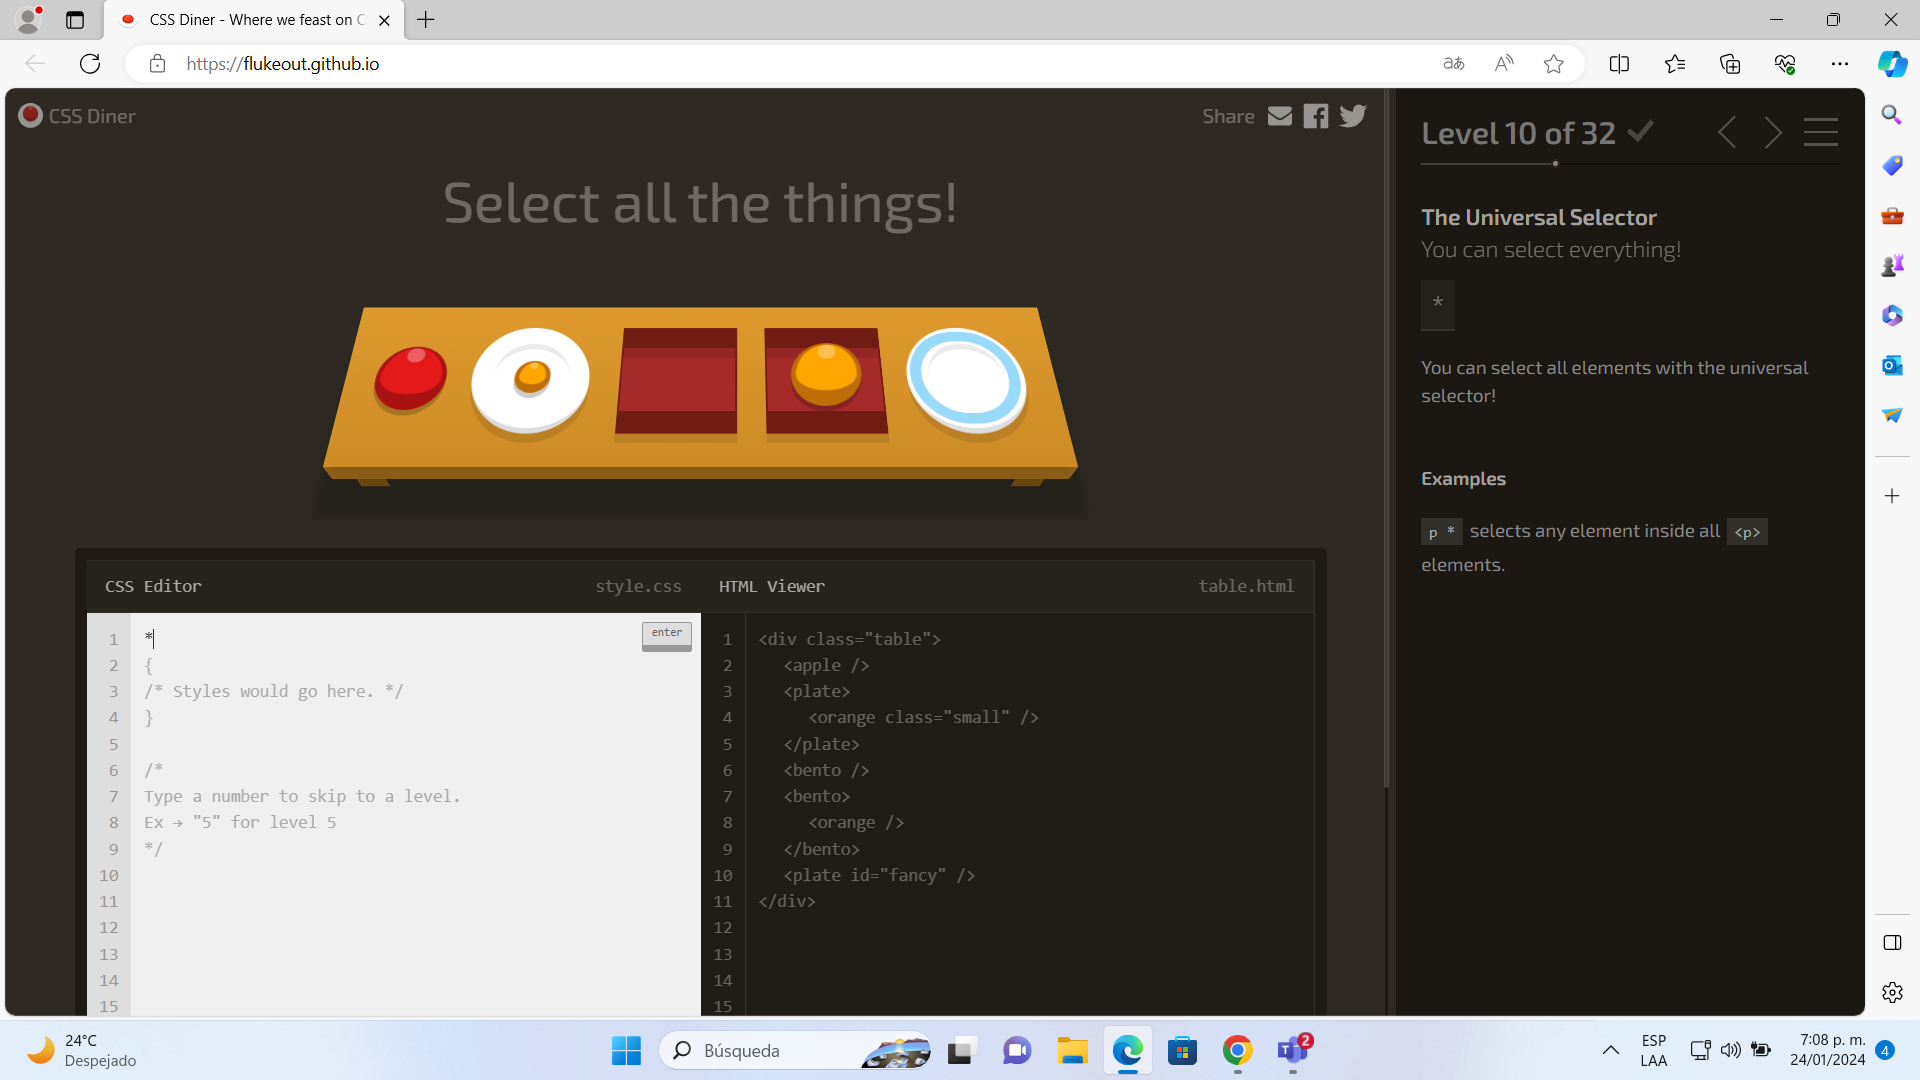 CSS Diner - Where we feast on C
https://flukeout.github.io
CSS Diner
Share
Select all the things!
CSS Editor
style.css
HTML Viewer
table.html
enter
1 *
2 {
3 /* Styles would go here. */
4 }
5
6 /*
7 Type a number to skip to a level.
8 Ex → "5" for level 5
9 */
10
11
12
13
14
15
1 <div class="table">
2 <apple />
3 <plate>
4 <orange class="small" />
5 </plate>
6 <bento />
7 <bento>
8 <orange />
9 </bento>
10 <plate id="fancy" />
11 </div>
12
13
14
15
Level 10 of 32
The Universal Selector
You can select everything!
*
You can select all elements with the universal
selector!
Examples
p * selects any element inside all <p>
elements.
24°C
Despejado
Búsqueda
2
ESP
LAA
7:08 p. m.
24/01/2024
4